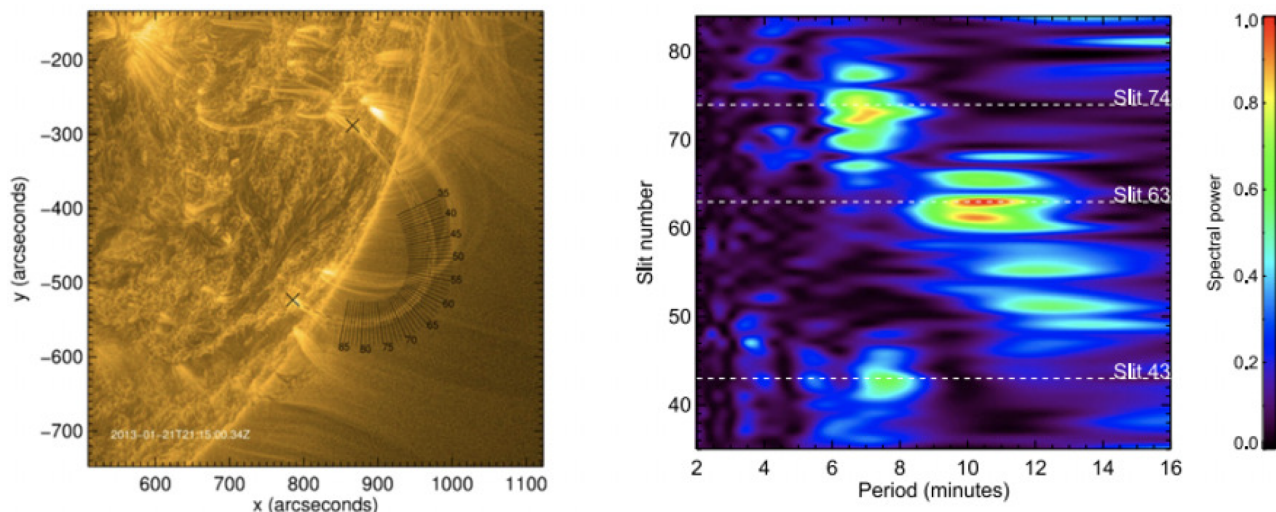 −200
−300
−400
−500
−600
−700
y (arcseconds)
600 700 800 900 1000 1100
x (arcseconds)
35
40
45
50
55
60
65
70
75
80
85
2013-01-21T21:15:00.34Z
80
70
60
50
40
Slit number
Slit 74
Slit 63
Slit 43
2 4 6 8 10 12 14 16
Period (minutes)
Spectral power
1.0
0.8
0.6
0,4
0.2
0.0